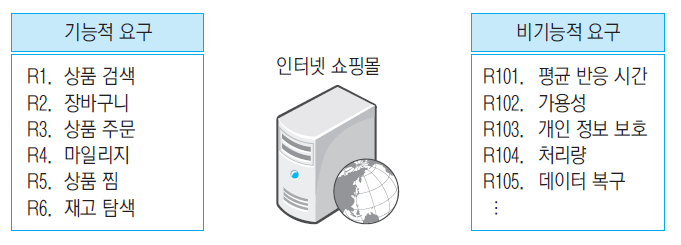 기능적 요구
R1. 상품 검색
R2. 장바구니
R3. 상품 주문
R4. 마일리지
R5. 상품 찜
R6. 재고 탐색
인터넷 쇼핑몰
비기능적 요구
R101. 평균 반응 시간
R102. 가용성
R103. 개인 정보 보호
R104. 처리량
R105. 데이터 복구
⋮